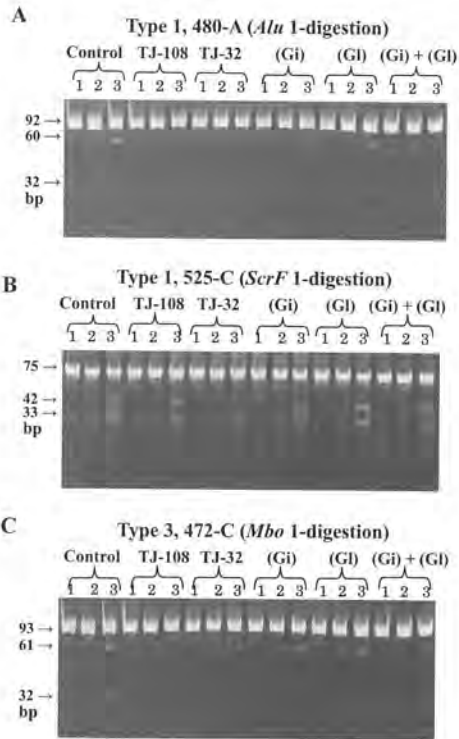 A
Type 1, 480-A (Alu 1-digestion)
Control TJ-108 TJ-32 (Gi) (Gl) (Gi) + (Gl)
1 2 3 1 2 3 1 2 3 1 2 3 1 2 3 1 2 3
92 →
60 →
32 →
bp
B
Type 1, 525-C (ScrF 1-digestion)
Control TJ-108 TJ-32 (Gi) (Gl) (Gi) + (Gl)
1 2 3 1 2 3 1 2 3 1 2 3 1 2 3 1 2 3
75 →
42 →
33 →
bp
C
Type 3, 472-C (Mbo 1-digestion)
Control TJ-108 TJ-32 (Gi) (Gl) (Gi) + (Gl)
1 2 3 1 2 3 1 2 3 1 2 3 1 2 3 1 2 3
93 →
61 →
32 →
bp